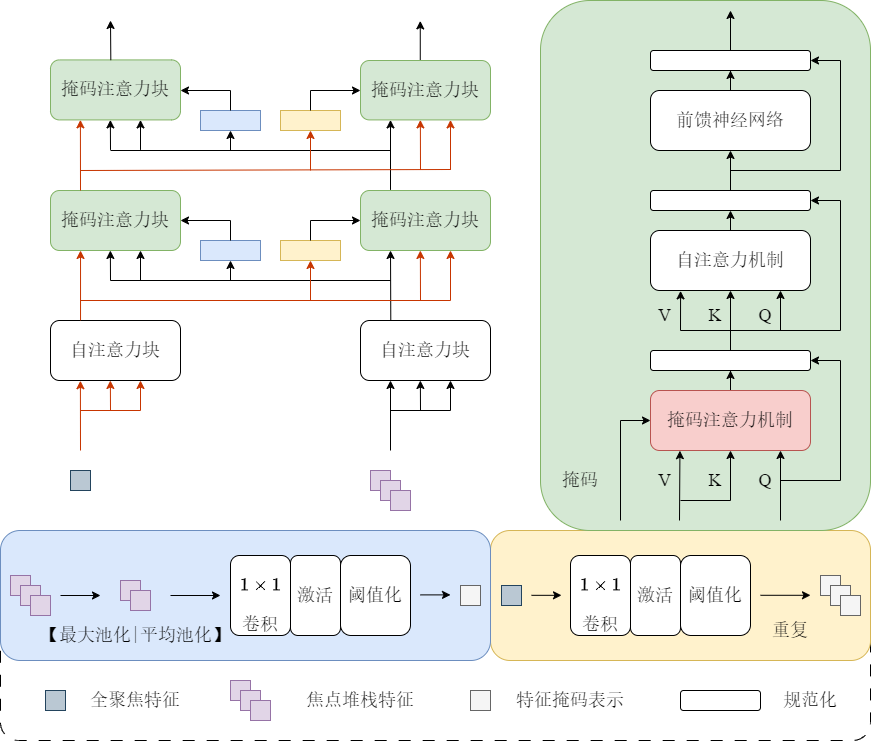 掩码注意力块
掩码注意力块
掩码注意力块
掩码注意力块
自注意力块
自注意力块
前馈神经网络
自注意力机制
V
K
Q
掩码注意力机制
掩码
V
K
Q
【最大池化|平均池化】
1 × 1
卷积
激活
阈值化
1 × 1
卷积
激活
阈值化
重复
全聚焦特征
焦点堆栈特征
特征掩码表示
规范化